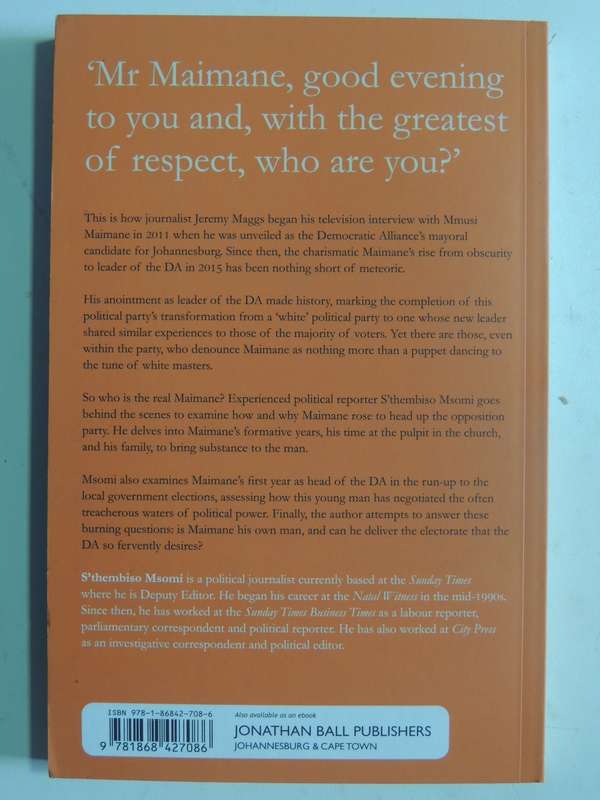 ‘Mr Maimane, good evening
to you and, with the greatest
of respect, who are you?’
This is how journalist Jeremy Maggs began his television interview with Mmusi
Maimane in 2011 when he was unveiled as the Democratic Alliance’s mayoral
candidate for Johannesburg. Since then, the charismatic Maimane’s rise from obscurity
to leader of the DA in 2015 has been nothing short of meteoric.
His anointment as leader of the DA made history, marking the completion of this
political party’s transformation from a ‘white’ political party to one whose new leader
shared similar experiences to those of the majority of voters. Yet there are those, even
within the party, who denounce Maimane as nothing more than a puppet dancing to
the tune of white masters.
So who is the real Maimane? Experienced political reporter S’thembiso Msomi goes
behind the scenes to examine how and why Maimane rose to head up the opposition
party. He delves into Maimane’s formative years, his time at the pulpit in the church,
and his family, to bring substance to the man.
Msomi also examines Maimane’s first year as head of the DA in the run-up to the
local government elections, assessing how this young man has negotiated the often
treacherous waters of political power. Finally, the author attempts to answer these
burning questions: is Maimane his own man, and can he deliver the electorate that the
DA so fervently desires?
S’thembiso Msomi is a political journalist currently based at the Sunday Times
where he is Deputy Editor. He began his career at the Natal Witness in the mid-1990s.
Since then, he has worked at the Sunday Times Business Times as a labour reporter,
parliamentary correspondent and political reporter. He has also worked at City Press
as an investigative correspondent and political editor.
ISBN 978-1-86842-708-6
9 781868 427086
Also available as an ebook
JONATHAN BALL PUBLISHERS
JOHANNESBURG & CAPE TOWN